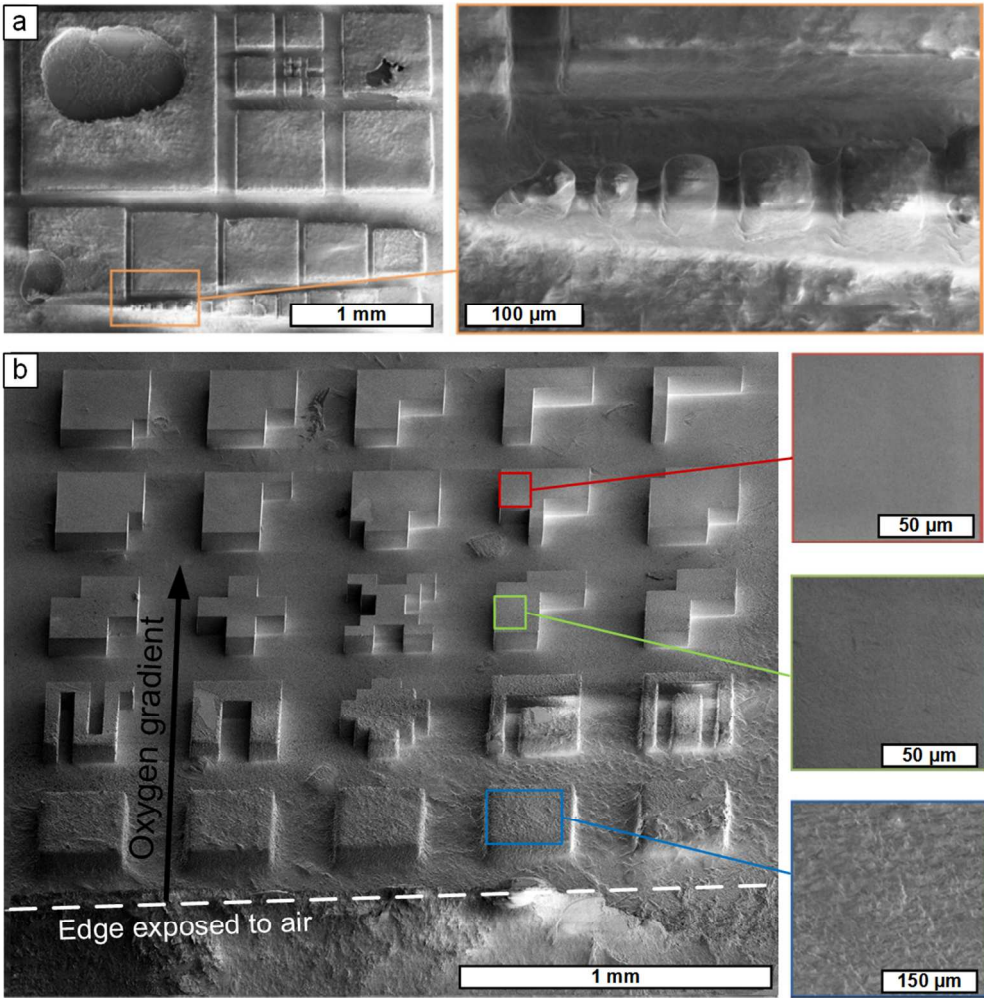 a
1 mm
100 µm
b
50 µm
Oxygen gradient
50 µm
Edge exposed to air
1 mm
150 µm